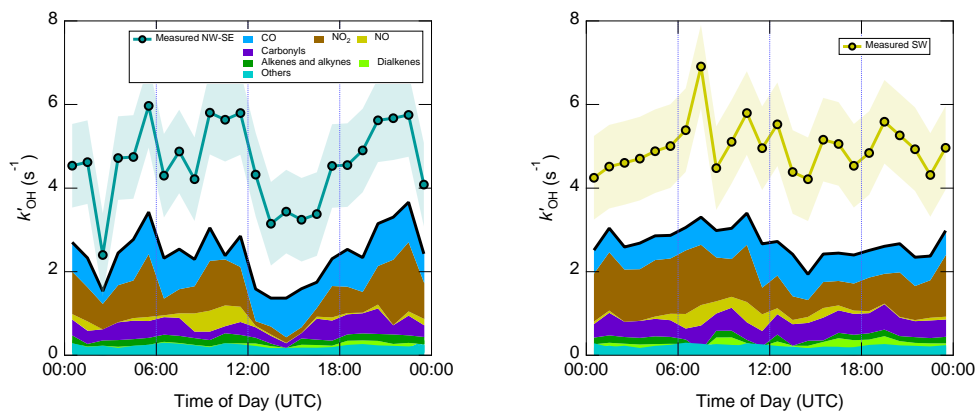 8
6
4
2
0
k′OH (s-1)
Measured NW-SE
CO
NO2
NO
Carbonyls
Alkenes and alkynes
Dialkenes
Others
00:00
06:00
12:00
18:00
00:00
Time of Day (UTC)
8
6
4
2
0
k′OH (s-1)
Measured SW
00:00
06:00
12:00
18:00
00:00
Time of Day (UTC)